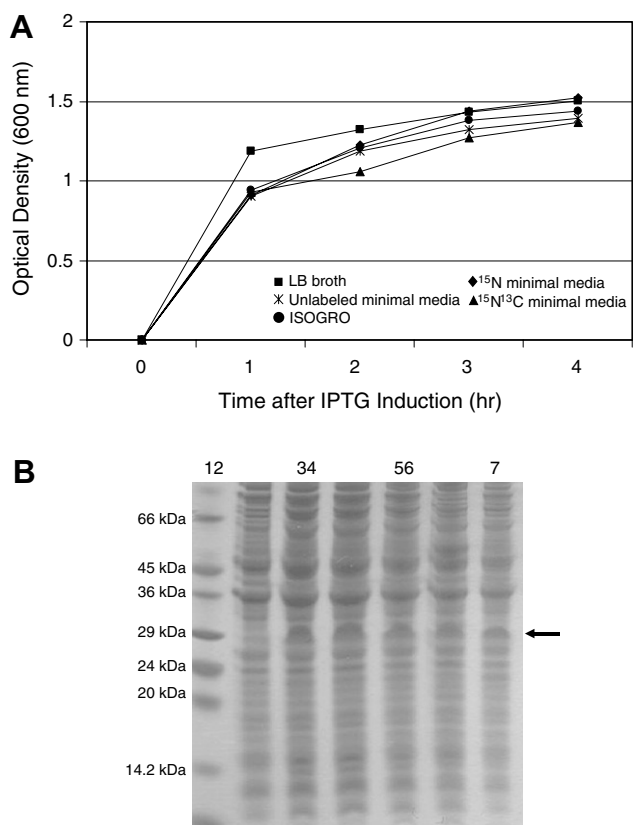 A
2
1.5
1
0.5
0
Optical Density (600 nm)
LB broth
Unlabeled minimal media
ISOGRO
15N minimal media
15N13C minimal media
0 1 2 3 4
Time after IPTG Induction (hr)
B
12 34 56 7
66 kDa
45 kDa
36 kDa
29 kDa
24 kDa
20 kDa
14.2 kDa